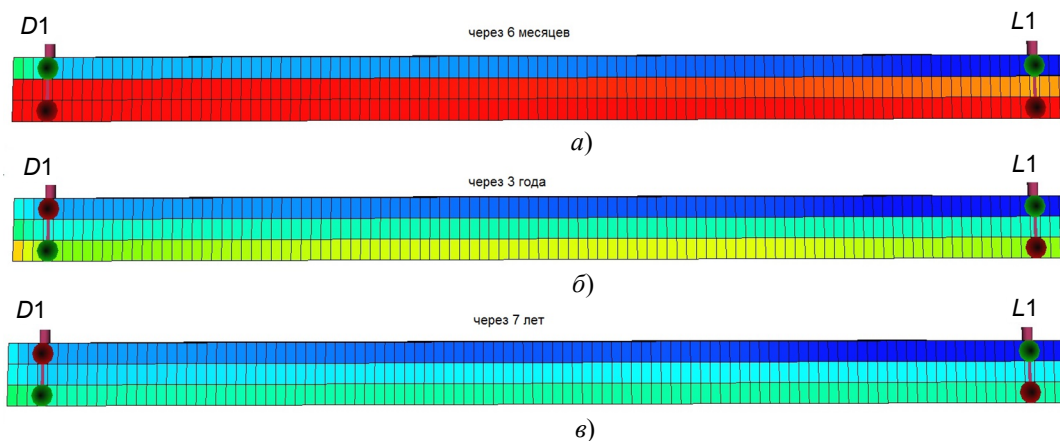 D1
L1
через 6 месяцев
а)
D1
L1
через 3 года
б)
D1
L1
через 7 лет
в)